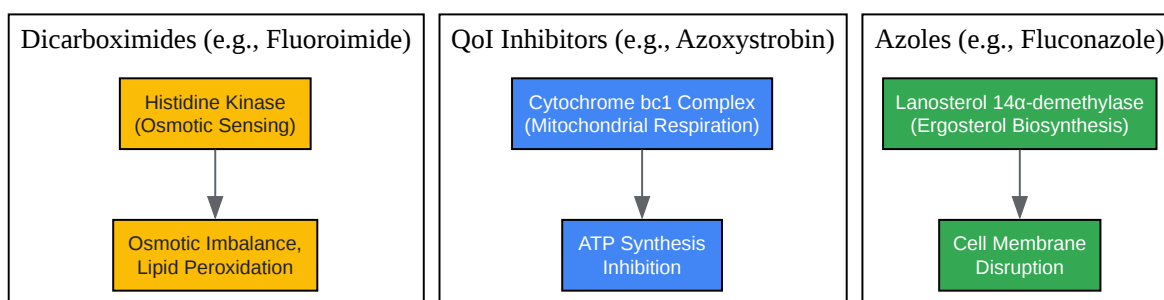 Dicarboximides (e.g., Fluoroimide)
Histidine Kinase
(Osmotic Sensing)
Osmotic Imbalance,
Lipid Peroxidation
QoI Inhibitors (e.g., Azoxystrobin)
Cytochrome bc1 Complex
(Mitochondrial Respiration)
ATP Synthesis
Inhibition
Azoles (e.g., Fluconazole)
Lanosterol 14α-demethylase
(Ergosterol Biosynthesis)
Cell Membrane
Disruption